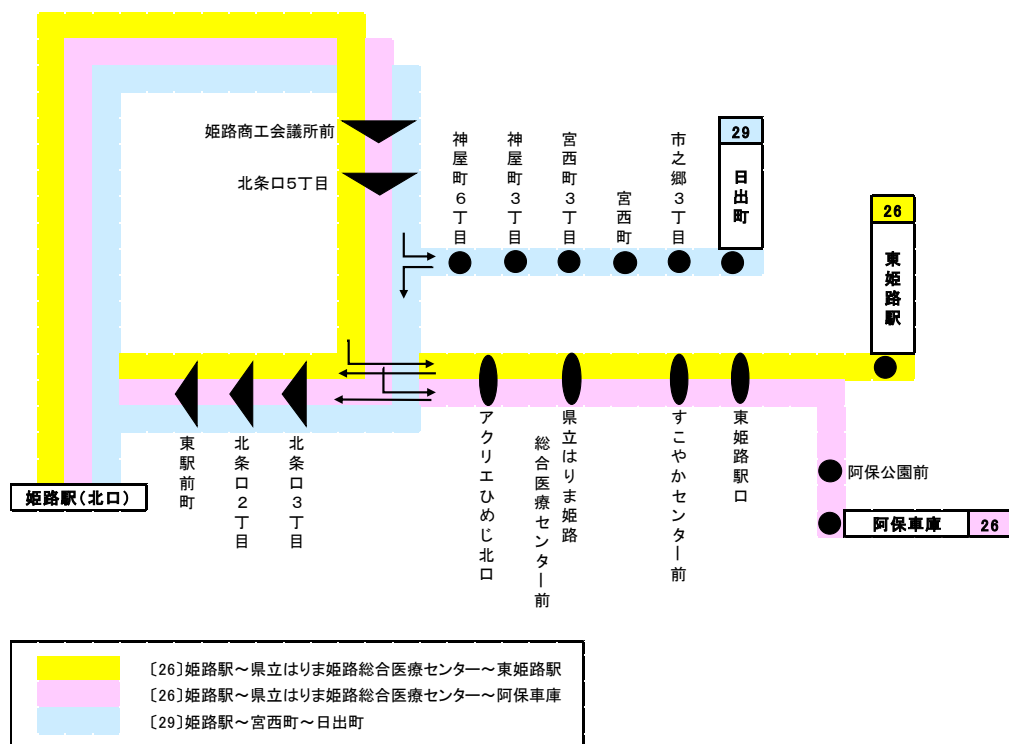 姫路商工会議所前
北条口5丁目
神屋町6丁目
神屋町3丁目
宮西町3丁目
宮西町
市之郷3丁目
29
日出町
26
東姫路駅
東駅前町
北条口2丁目
北条口3丁目
アクリエひめじ北口
県立はりま姫路
総合医療センター前
すこやかセンター前
東姫路駅口
姫路駅(北口)
阿保公園前
阿保車庫 26
〔26〕姫路駅~県立はりま姫路総合医療センター~東姫路駅
〔26〕姫路駅~県立はりま姫路総合医療センター~阿保車庫
〔29〕姫路駅~宮西町~日出町